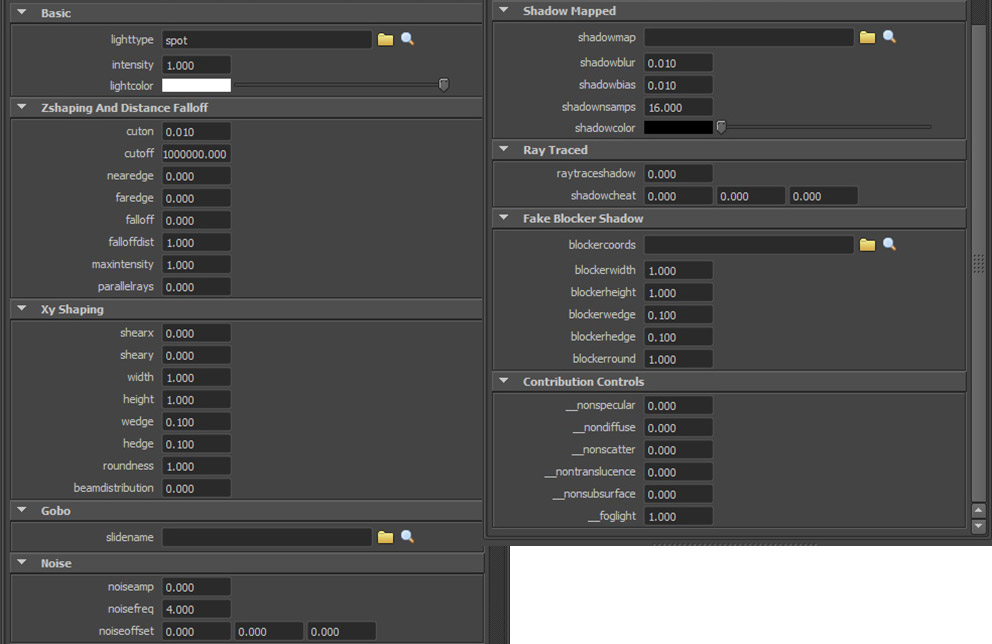 Basic
lighttype spot
intensity 1.000
lightcolor
Zshaping And Distance Falloff
cuton 0.010
cutoff 1000000.000
nearedge 0.000
faredge 0.000
falloff 0.000
falloffdist 1.000
maxintensity 1.000
parallelrays 0.000
Xy Shaping
shearx 0.000
sheary 0.000
width 1.000
height 1.000
wedge 0.100
hedge 0.100
roundness 1.000
beamdistribution 0.000
Gobo
slidename
Noise
noiseamp 0.000
noisefreq 4.000
noiseoffset 0.000 0.000 0.000
Shadow Mapped
shadowmap
shadowblur 0.010
shadowbias 0.010
shadownsamps 16.000
shadowcolor
Ray Traced
raytraceshadow 0.000
shadowcheat 0.000 0.000 0.000
Fake Blocker Shadow
blockercoords
blockerwidth 1.000
blockerheight 1.000
blockerwedge 0.100
blockerhedge 0.100
blockerround 1.000
Contribution Controls
__nonspecular 0.000
__nondiffuse 0.000
__nonscatter 0.000
__nontranslucence 0.000
__nonsubsurface 0.000
__foglight 1.000